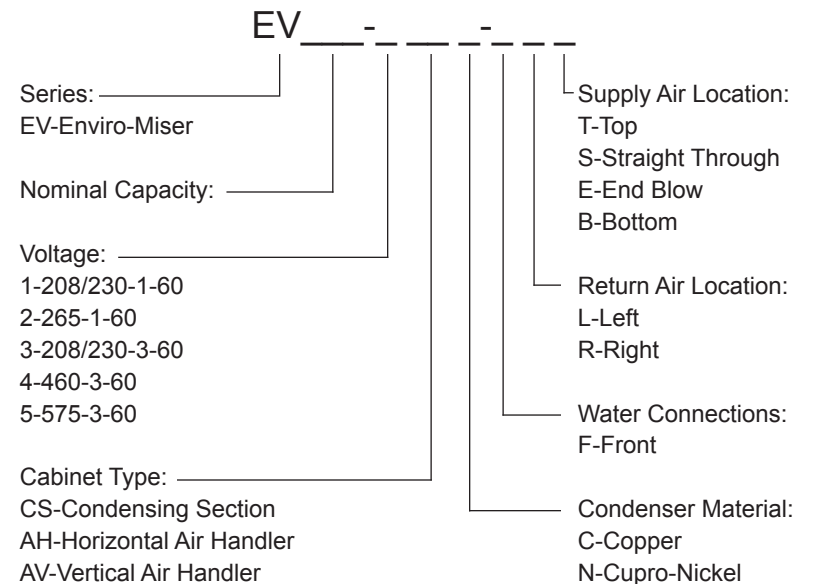 EV___-_ __ _-_ _ _
Series:
EV-Enviro-Miser
Nominal Capacity:
Voltage:
1-208/230-1-60
2-265-1-60
3-208/230-3-60
4-460-3-60
5-575-3-60
Cabinet Type:
CS-Condensing Section
AH-Horizontal Air Handler
AV-Vertical Air Handler
Supply Air Location:
T-Top
S-Straight Through
E-End Blow
B-Bottom
Return Air Location:
L-Left
R-Right
Water Connections:
F-Front
Condenser Material:
C-Copper
N-Cupro-Nickel